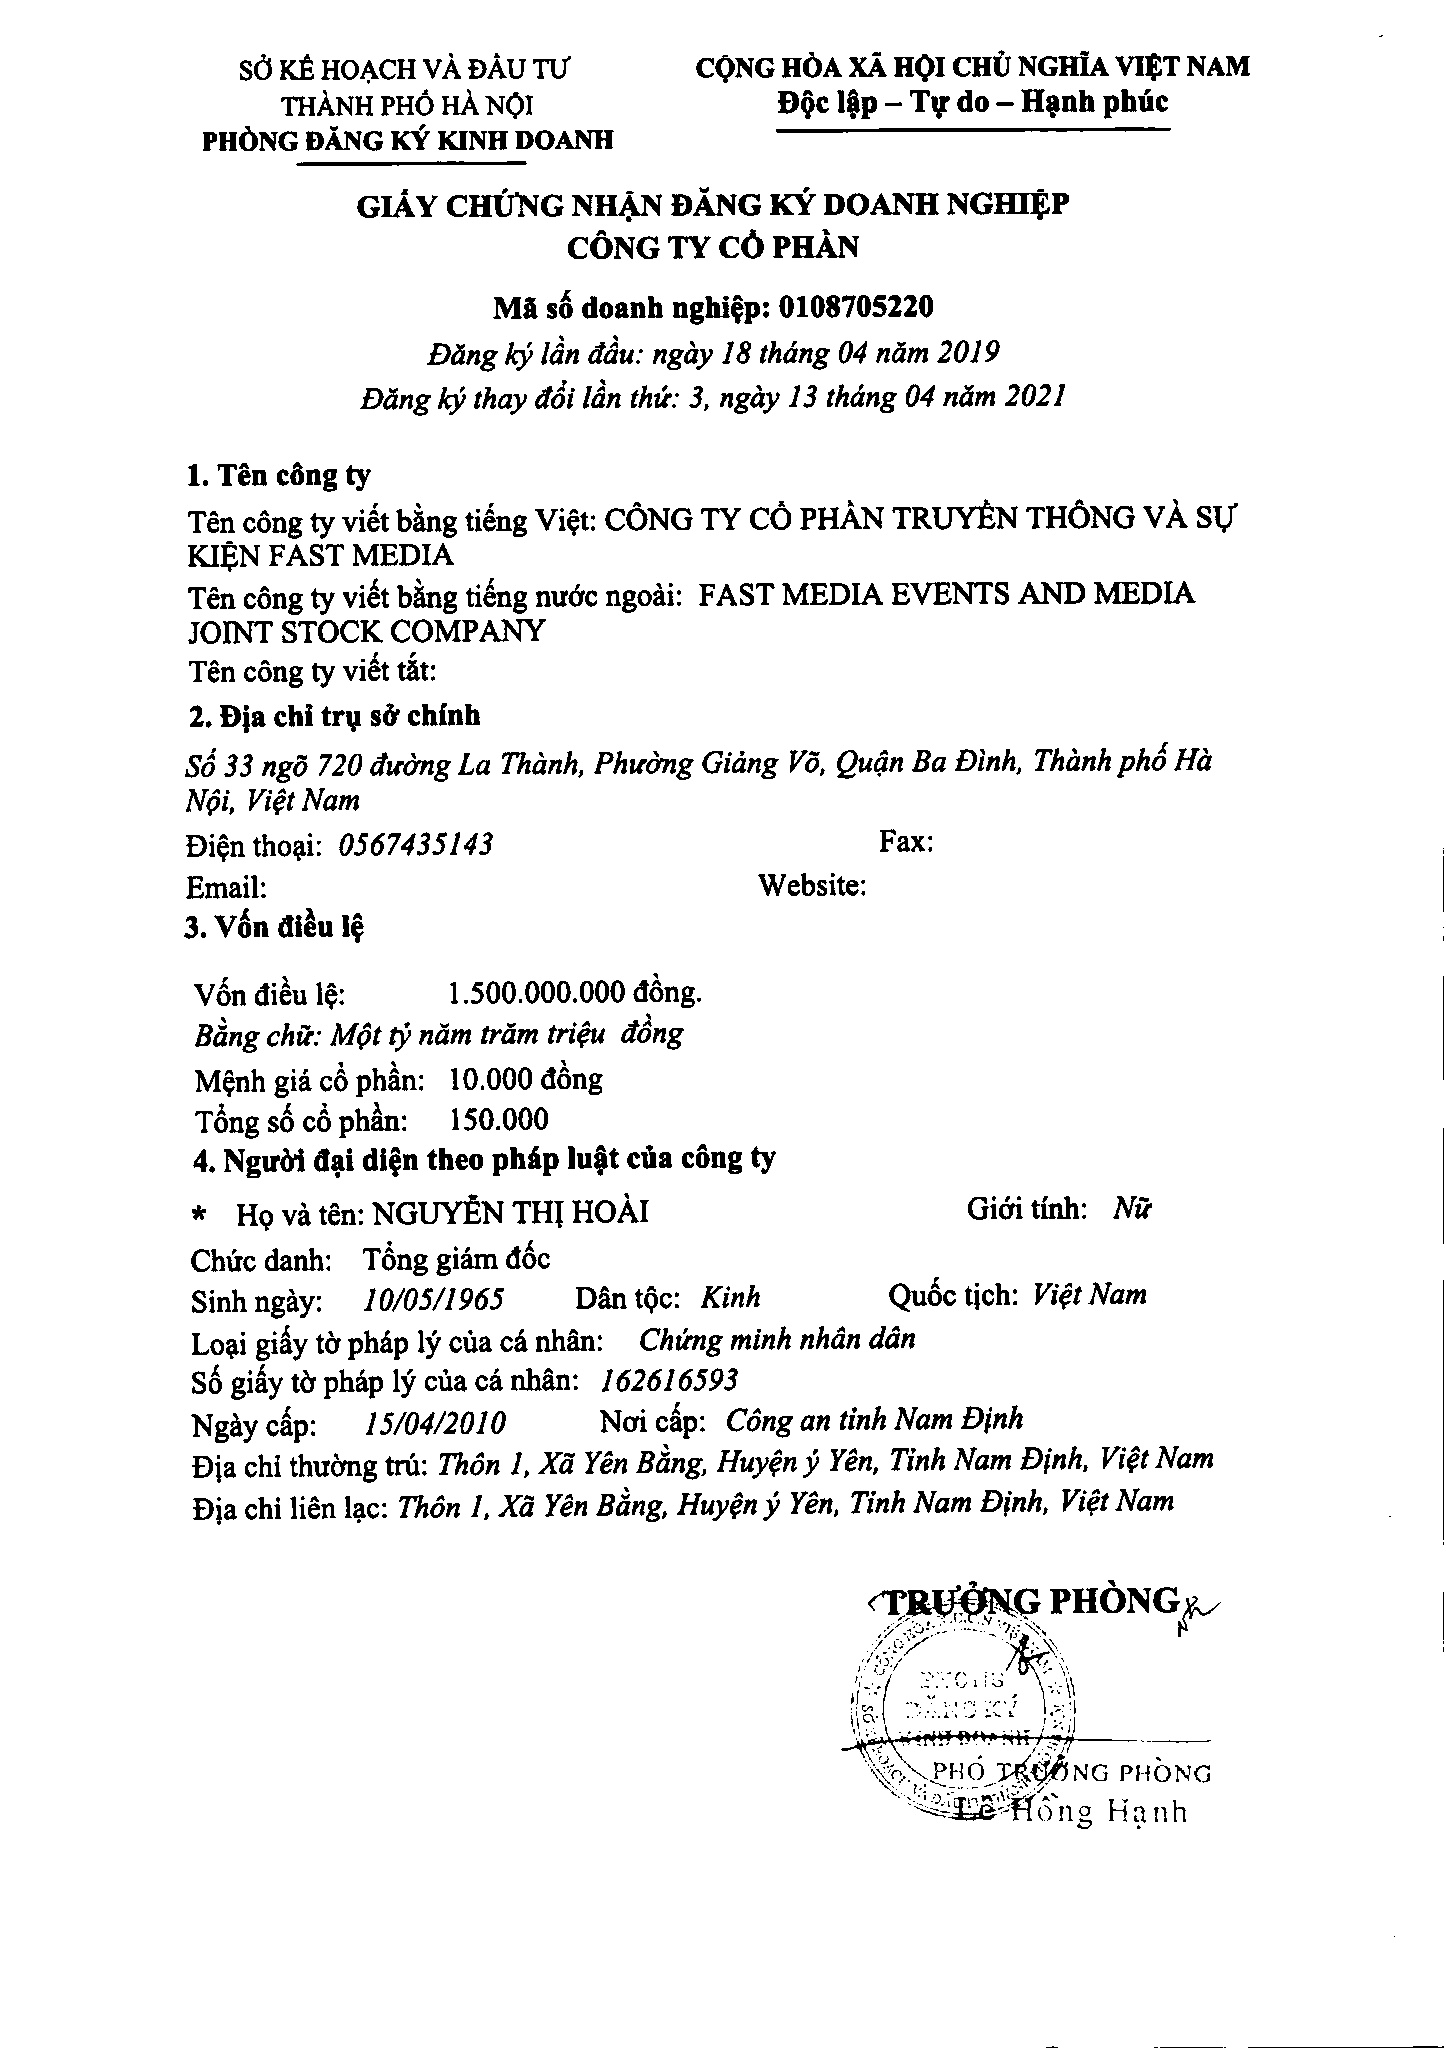 SỞ KẾ HOẠCH VÀ ĐẦU TƯ
THÀNH PHỐ HÀ NỘI
PHÒNG ĐĂNG KÝ KINH DOANH
CỘNG HÒA XÃ HỘI CHỦ NGHĨA VIỆT NAM
Độc lập – Tự do – Hạnh phúc
GIẤY CHỨNG NHẬN ĐĂNG KÝ DOANH NGHIỆP
CÔNG TY CỔ PHẦN
Mã số doanh nghiệp: 0108705220
Đăng ký lần đầu: ngày 18 tháng 04 năm 2019
Đăng ký thay đổi lần thứ: 3, ngày 13 tháng 04 năm 2021
1. Tên công ty
Tên công ty viết bằng tiếng Việt: CÔNG TY CỔ PHẦN TRUYỀN THÔNG VÀ SỰ
KIỆN FAST MEDIA
Tên công ty viết bằng tiếng nước ngoài: FAST MEDIA EVENTS AND MEDIA
JOINT STOCK COMPANY
Tên công ty viết tắt:
2. Địa chỉ trụ sở chính
Số 33 ngõ 720 đường La Thành, Phường Giảng Võ, Quận Ba Đình, Thành phố Hà
Nội, Việt Nam
Điện thoại: 0567435143 Fax:
Email: Website:
3. Vốn điều lệ
Vốn điều lệ: 1.500.000.000 đồng.
Bằng chữ: Một tỷ năm trăm triệu đồng
Mệnh giá cổ phần: 10.000 đồng
Tổng số cổ phần: 150.000
4. Người đại diện theo pháp luật của công ty
* Họ và tên: NGUYỄN THỊ HOÀI Giới tính: Nữ
Chức danh: Tổng giám đốc
Sinh ngày: 10/05/1965 Dân tộc: Kinh Quốc tịch: Việt Nam
Loại giấy tờ pháp lý của cá nhân: Chứng minh nhân dân
Số giấy tờ pháp lý của cá nhân: 162616593
Ngày cấp: 15/04/2010 Nơi cấp: Công an tỉnh Nam Định
Địa chỉ thường trú: Thôn 1, Xã Yên Bằng, Huyện ý Yên, Tỉnh Nam Định, Việt Nam
Địa chỉ liên lạc: Thôn 1, Xã Yên Bằng, Huyện ý Yên, Tỉnh Nam Định, Việt Nam
TRƯỞNG PHÒNG
PHÒNG
ĐĂNG KÝ
KINH DOANH
PHÓ TRƯỞNG PHÒNG
Lê Hồng Hạnh